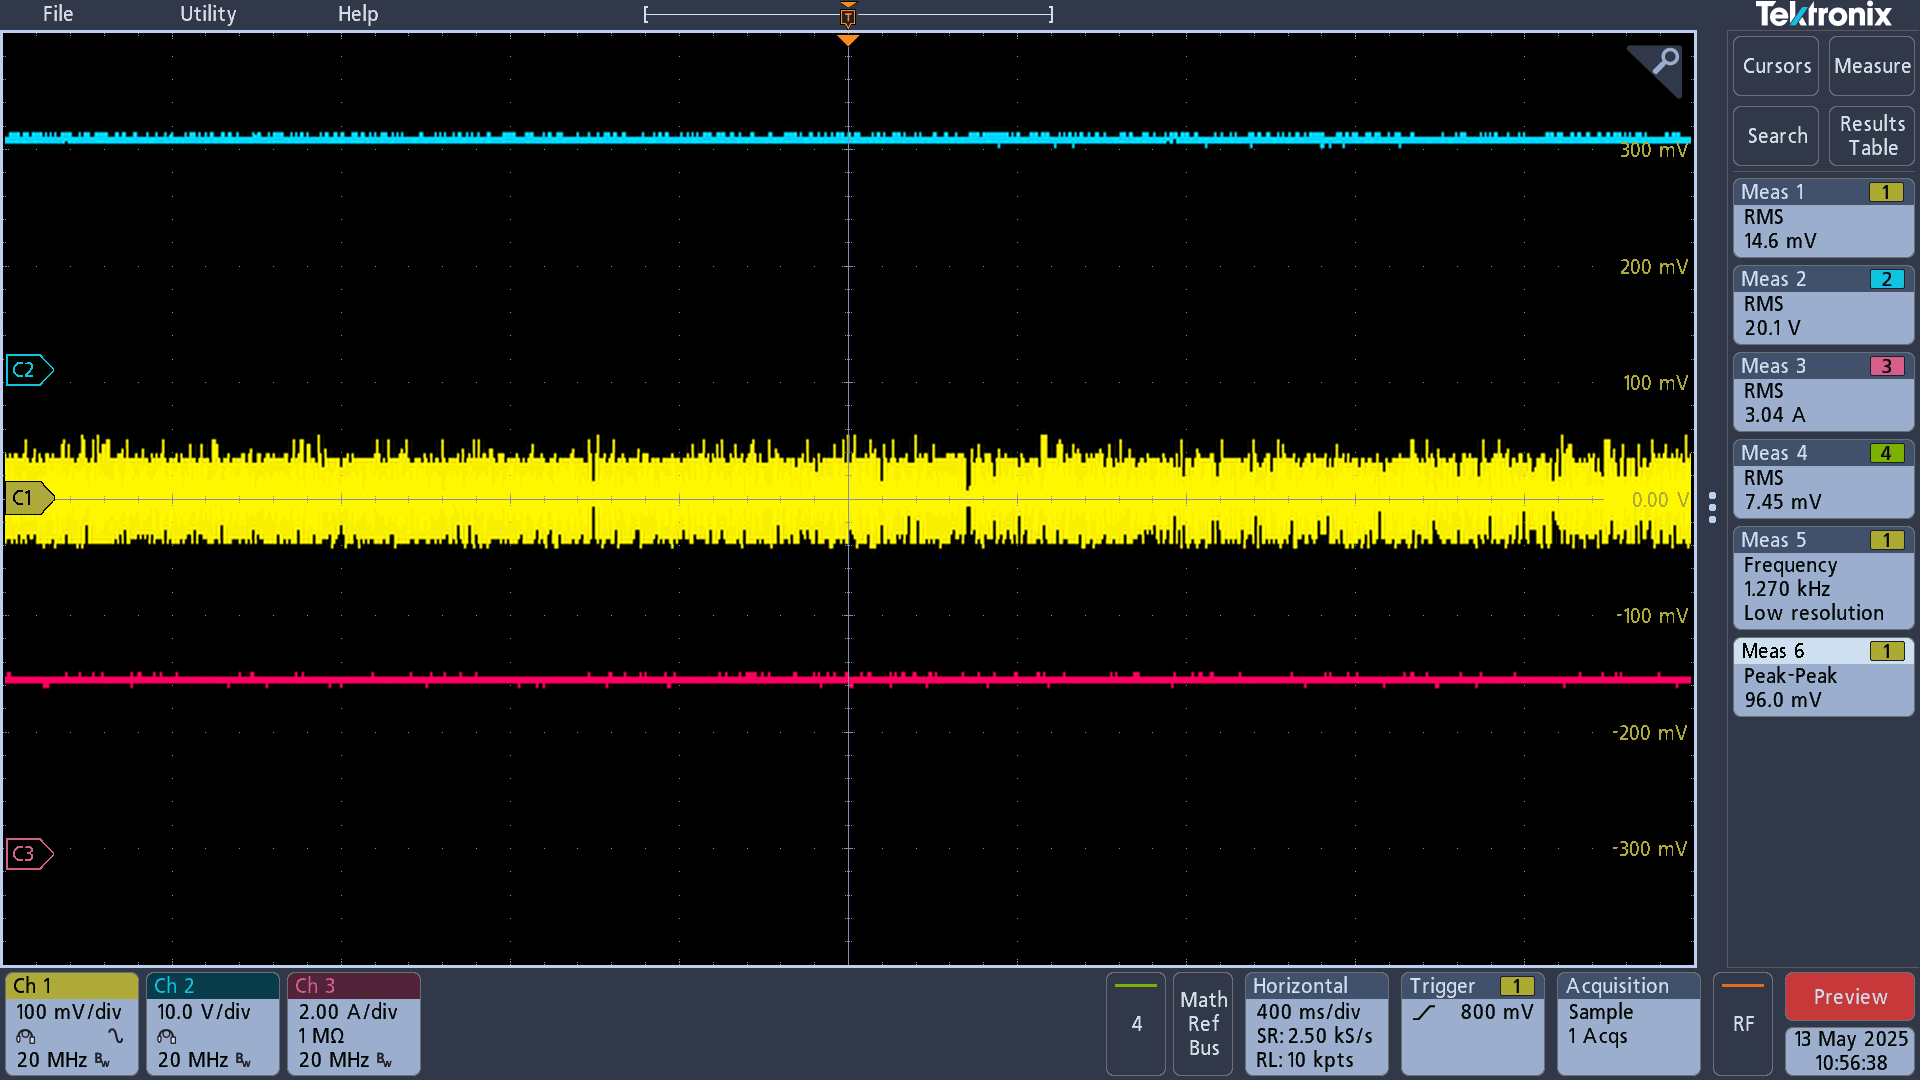 File Utility Help
T
Tektronix
Cursors Measure
Search Results Table
300 mV
200 mV
100 mV
0.00 V
-100 mV
-200 mV
-300 mV
C2
C1
C3
Meas 1 1
RMS
14.6 mV
Meas 2 2
RMS
20.1 V
Meas 3 3
RMS
3.04 A
Meas 4 4
RMS
7.45 mV
Meas 5 1
Frequency
1.270 kHz
Low resolution
Meas 6 1
Peak-Peak
96.0 mV
Ch 1
100 mV/div
20 MHz Bw
Ch 2
10.0 V/div
20 MHz Bw
Ch 3
2.00 A/div
1 MΩ
20 MHz Bw
4
Math
Ref
Bus
Horizontal
400 ms/div
SR: 2.50 kS/s
RL: 10 kpts
Trigger 1
800 mV
Acquisition
Sample
1 Acqs
RF
Preview
13 May 2025
10:56:38